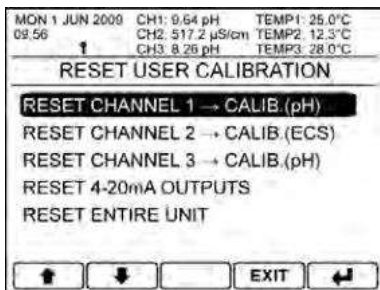 MON 1 JUN 2009 CH1: 9.64 pH TEMP1: 25.0°C
09:56 CH2: 517.2 µS/cm TEMP2: 12.3°C
CH3: 8.26 pH TEMP3: 28.0°C
RESET USER CALIBRATION
RESET CHANNEL 1 → CALIB.(pH)
RESET CHANNEL 2 → CALIB.(ECS)
RESET CHANNEL 3 → CALIB.(pH)
RESET 4-20mA OUTPUTS
RESET ENTIRE UNIT
EXIT